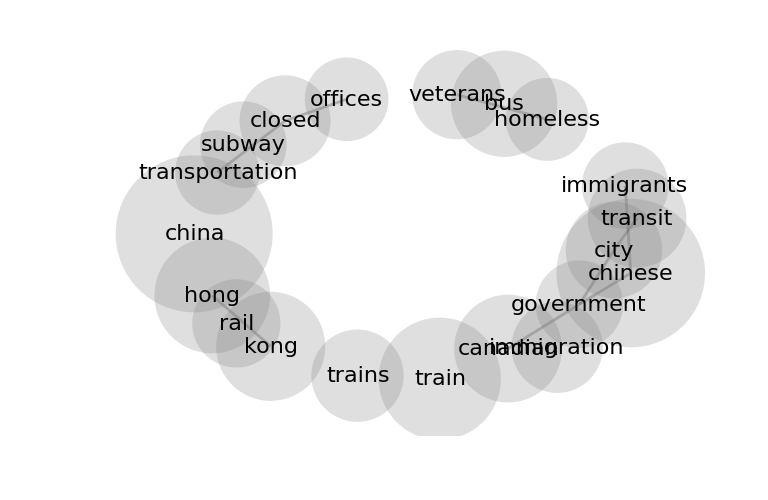 veterans
offices
bus
closed
homeless
subway
transportation
immigrants
transit
china
city
chinese
hong
government
rail
kong
canadian
immigration
trains
train